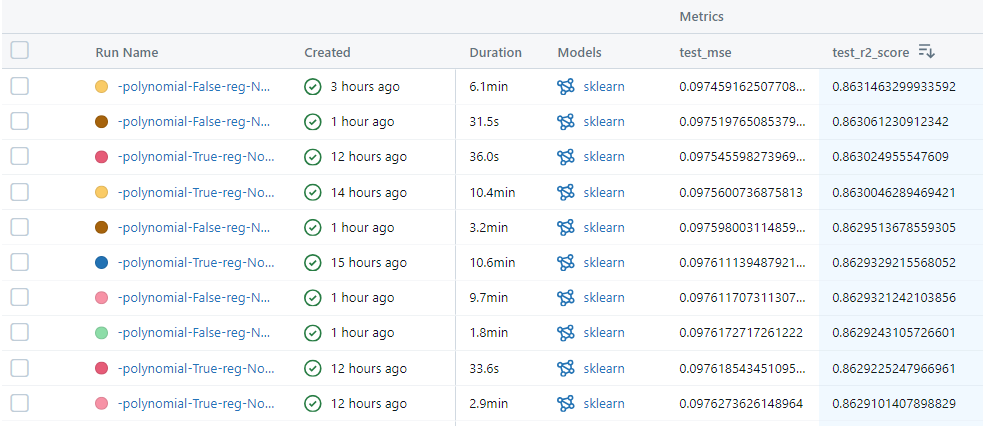 Metrics
Run Name Created Duration Models test_mse test_r2_score
-polynomial-False-reg-N... 3 hours ago 6.1min sklearn 0.097459162507708... 0.8631463299933592
-polynomial-False-reg-N... 1 hour ago 31.5s sklearn 0.097519765085379... 0.863061230912342
-polynomial-True-reg-No... 12 hours ago 36.0s sklearn 0.097545598273969... 0.863024955547609
-polynomial-True-reg-No... 14 hours ago 10.4min sklearn 0.0975600736875813 0.8630046289469421
-polynomial-False-reg-N... 1 hour ago 3.2min sklearn 0.097598003114859... 0.8629513678559305
-polynomial-True-reg-No... 15 hours ago 10.6min sklearn 0.097611139487921... 0.8629329215568052
-polynomial-False-reg-N... 1 hour ago 9.7min sklearn 0.097611707311307... 0.8629321242103856
-polynomial-False-reg-N... 1 hour ago 1.8min sklearn 0.0976172717261222 0.8629243105726601
-polynomial-True-reg-No... 12 hours ago 33.6s sklearn 0.097618543451095... 0.8629225247966961
-polynomial-True-reg-No... 12 hours ago 2.9min sklearn 0.0976273626148964 0.8629101407898829